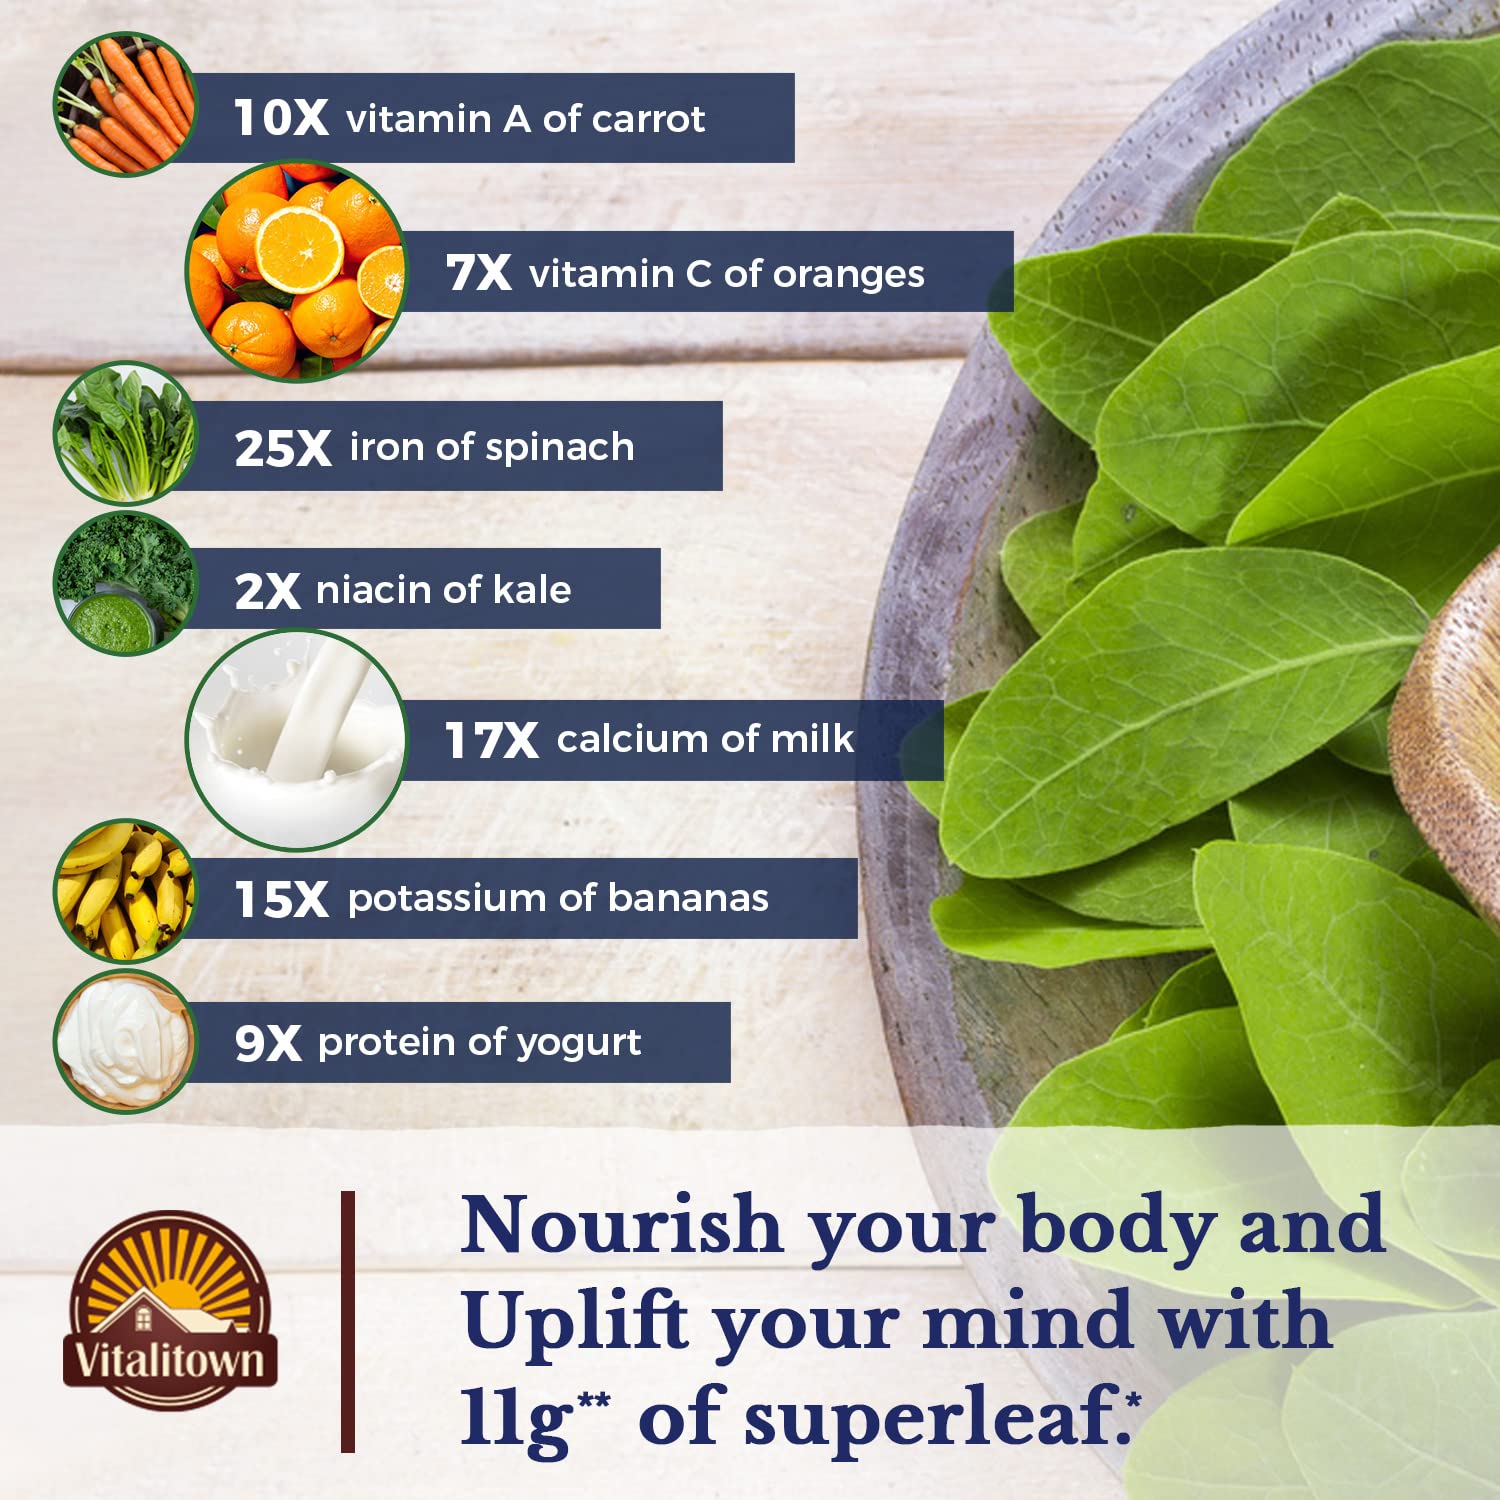 10X vitamin A of carrot
7X vitamin C of oranges
25X iron of spinach
2X niacin of kale
17X calcium of milk
15X potassium of bananas
9X protein of yogurt
Vitalitown
Nourish your body and
Uplift your mind with
11g** of superleaf.*